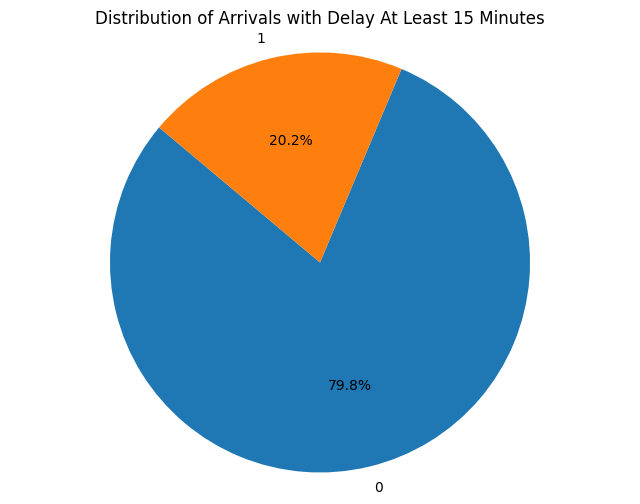 Distribution of Arrivals with Delay At Least 15 Minutes
1
20.2%
79.8%
0